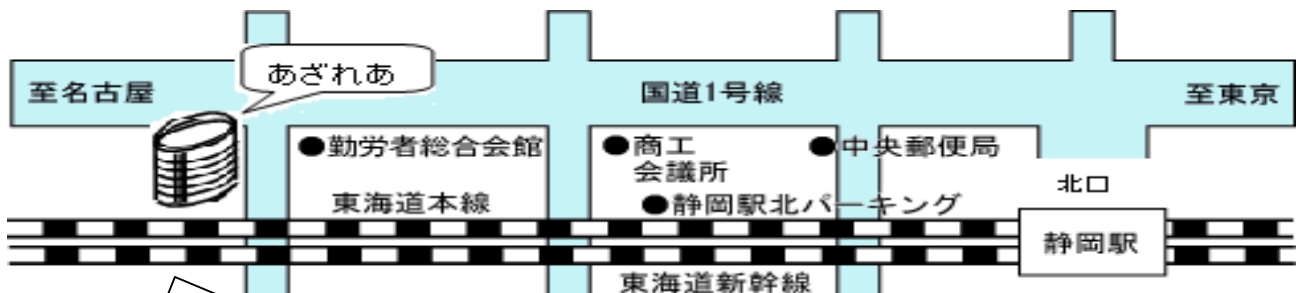 あざれあ
至名古屋
国道1号線
至東京
●勤労者総合会館
●商工
会議所
●中央郵便局
北口
東海道本線
●静岡駅北パーキング
静岡駅
東海道新幹線